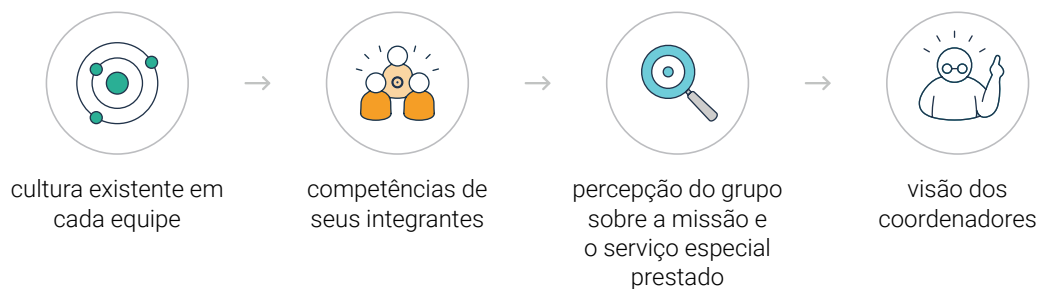 cultura existente em
cada equipe
competências de
seus integrantes
percepção do grupo
sobre a missão e
o serviço especial
prestado
visão dos
coordenadores